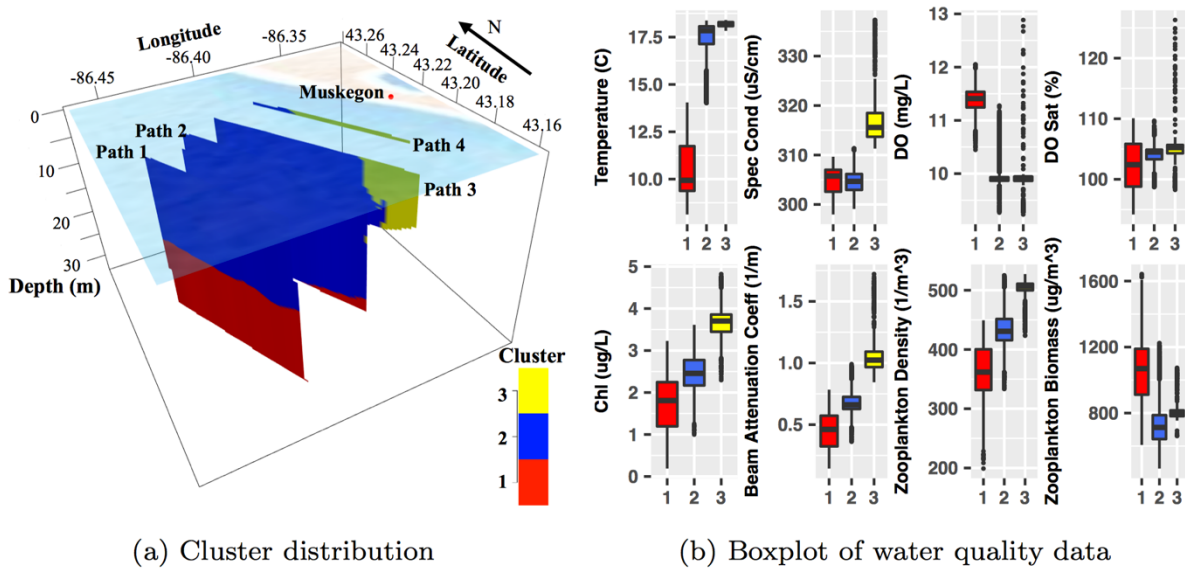 Longitude
-86.35
-86.40
-86.45
N
Latitude
43.26
43.24
43.22
43.20
43.18
43.16
Muskegon
0
10
20
30
Depth (m)
Path 1
Path 2
Path 3
Path 4
Cluster
3
2
1
(a) Cluster distribution
Temperature (C)
17.5
15.0
12.5
10.0
1 2 3
Spec Cond (uS/cm)
330
320
310
300
1 2 3
DO (mg/L)
13
12
11
10
1 2 3
DO Sat (%)
120
110
100
1 2 3
Chl (ug/L)
5
4
3
2
1
0
1 2 3
Beam Attenuation Coeff (1/m)
1.5
1.0
0.5
1 2 3
Zooplankton Density (1/m^3)
500
400
300
200
1 2 3
Zooplankton Biomass (ug/m^3)
1600
1200
800
1 2 3
(b) Boxplot of water quality data